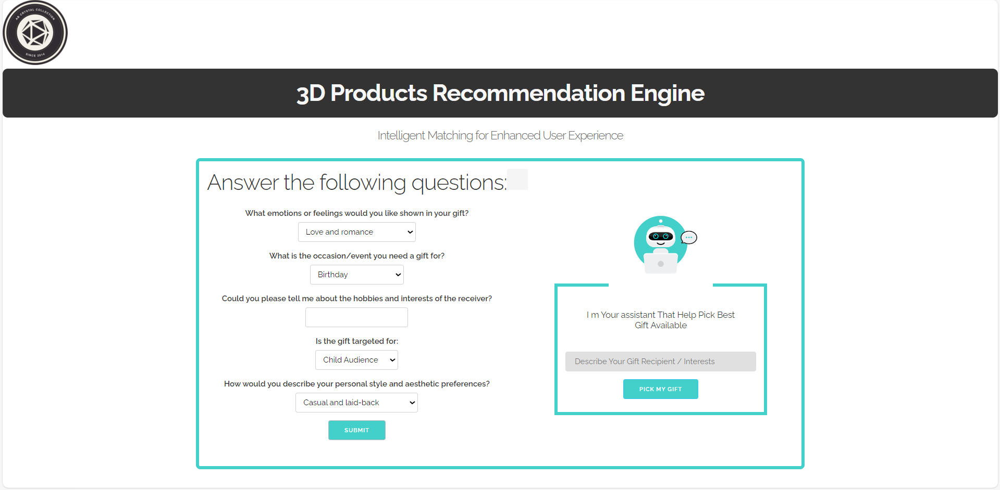 AB CRYSTAL COLLECTION
SINCE 2014
3D Products Recommendation Engine
Intelligent Matching for Enhanced User Experience
Answer the following questions:
What emotions or feelings would you like shown in your gift?
Love and romance
What is the occasion/event you need a gift for?
Birthday
Could you please tell me about the hobbies and interests of the receiver?
Is the gift targeted for:
Child Audience
How would you describe your personal style and aesthetic preferences?
Casual and laid-back
SUBMIT
I m Your assistant That Help Pick Best
Gift Available
Describe Your Gift Recipient / Interests
PICK MY GIFT